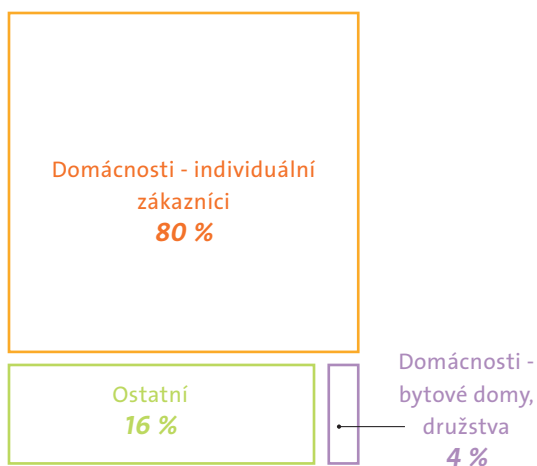 Domácnosti - individuální
zákazníci
80 %
Ostatní
16 %
Domácnosti -
bytové domy,
družstva
4 %